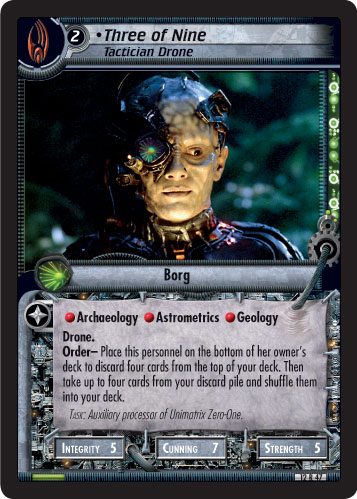 2 •Three of Nine
Tactician Drone
Borg
Archaeology Astrometrics Geology
Drone.
Order– Place this personnel on the bottom of her owner's
deck to discard four cards from the top of your deck. Then
take up to four cards from your discard pile and shuffle them
into your deck.
Task: Auxiliary processor of Unimatrix Zero-One.
Integrity 5 Cunning 7 Strength 5
12 R 47